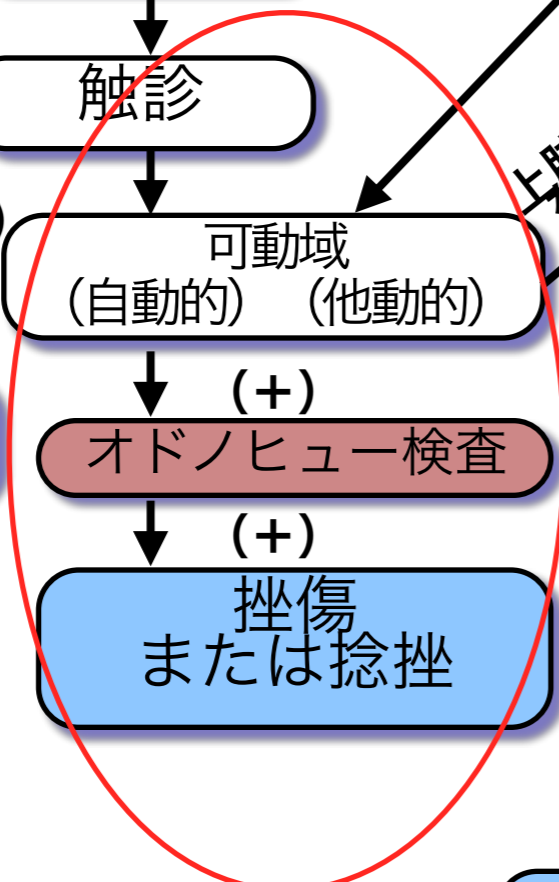 触診
可動域
（自動的）（他動的）
(+)
オドノヒュー検査
(+)
挫傷
または捻挫